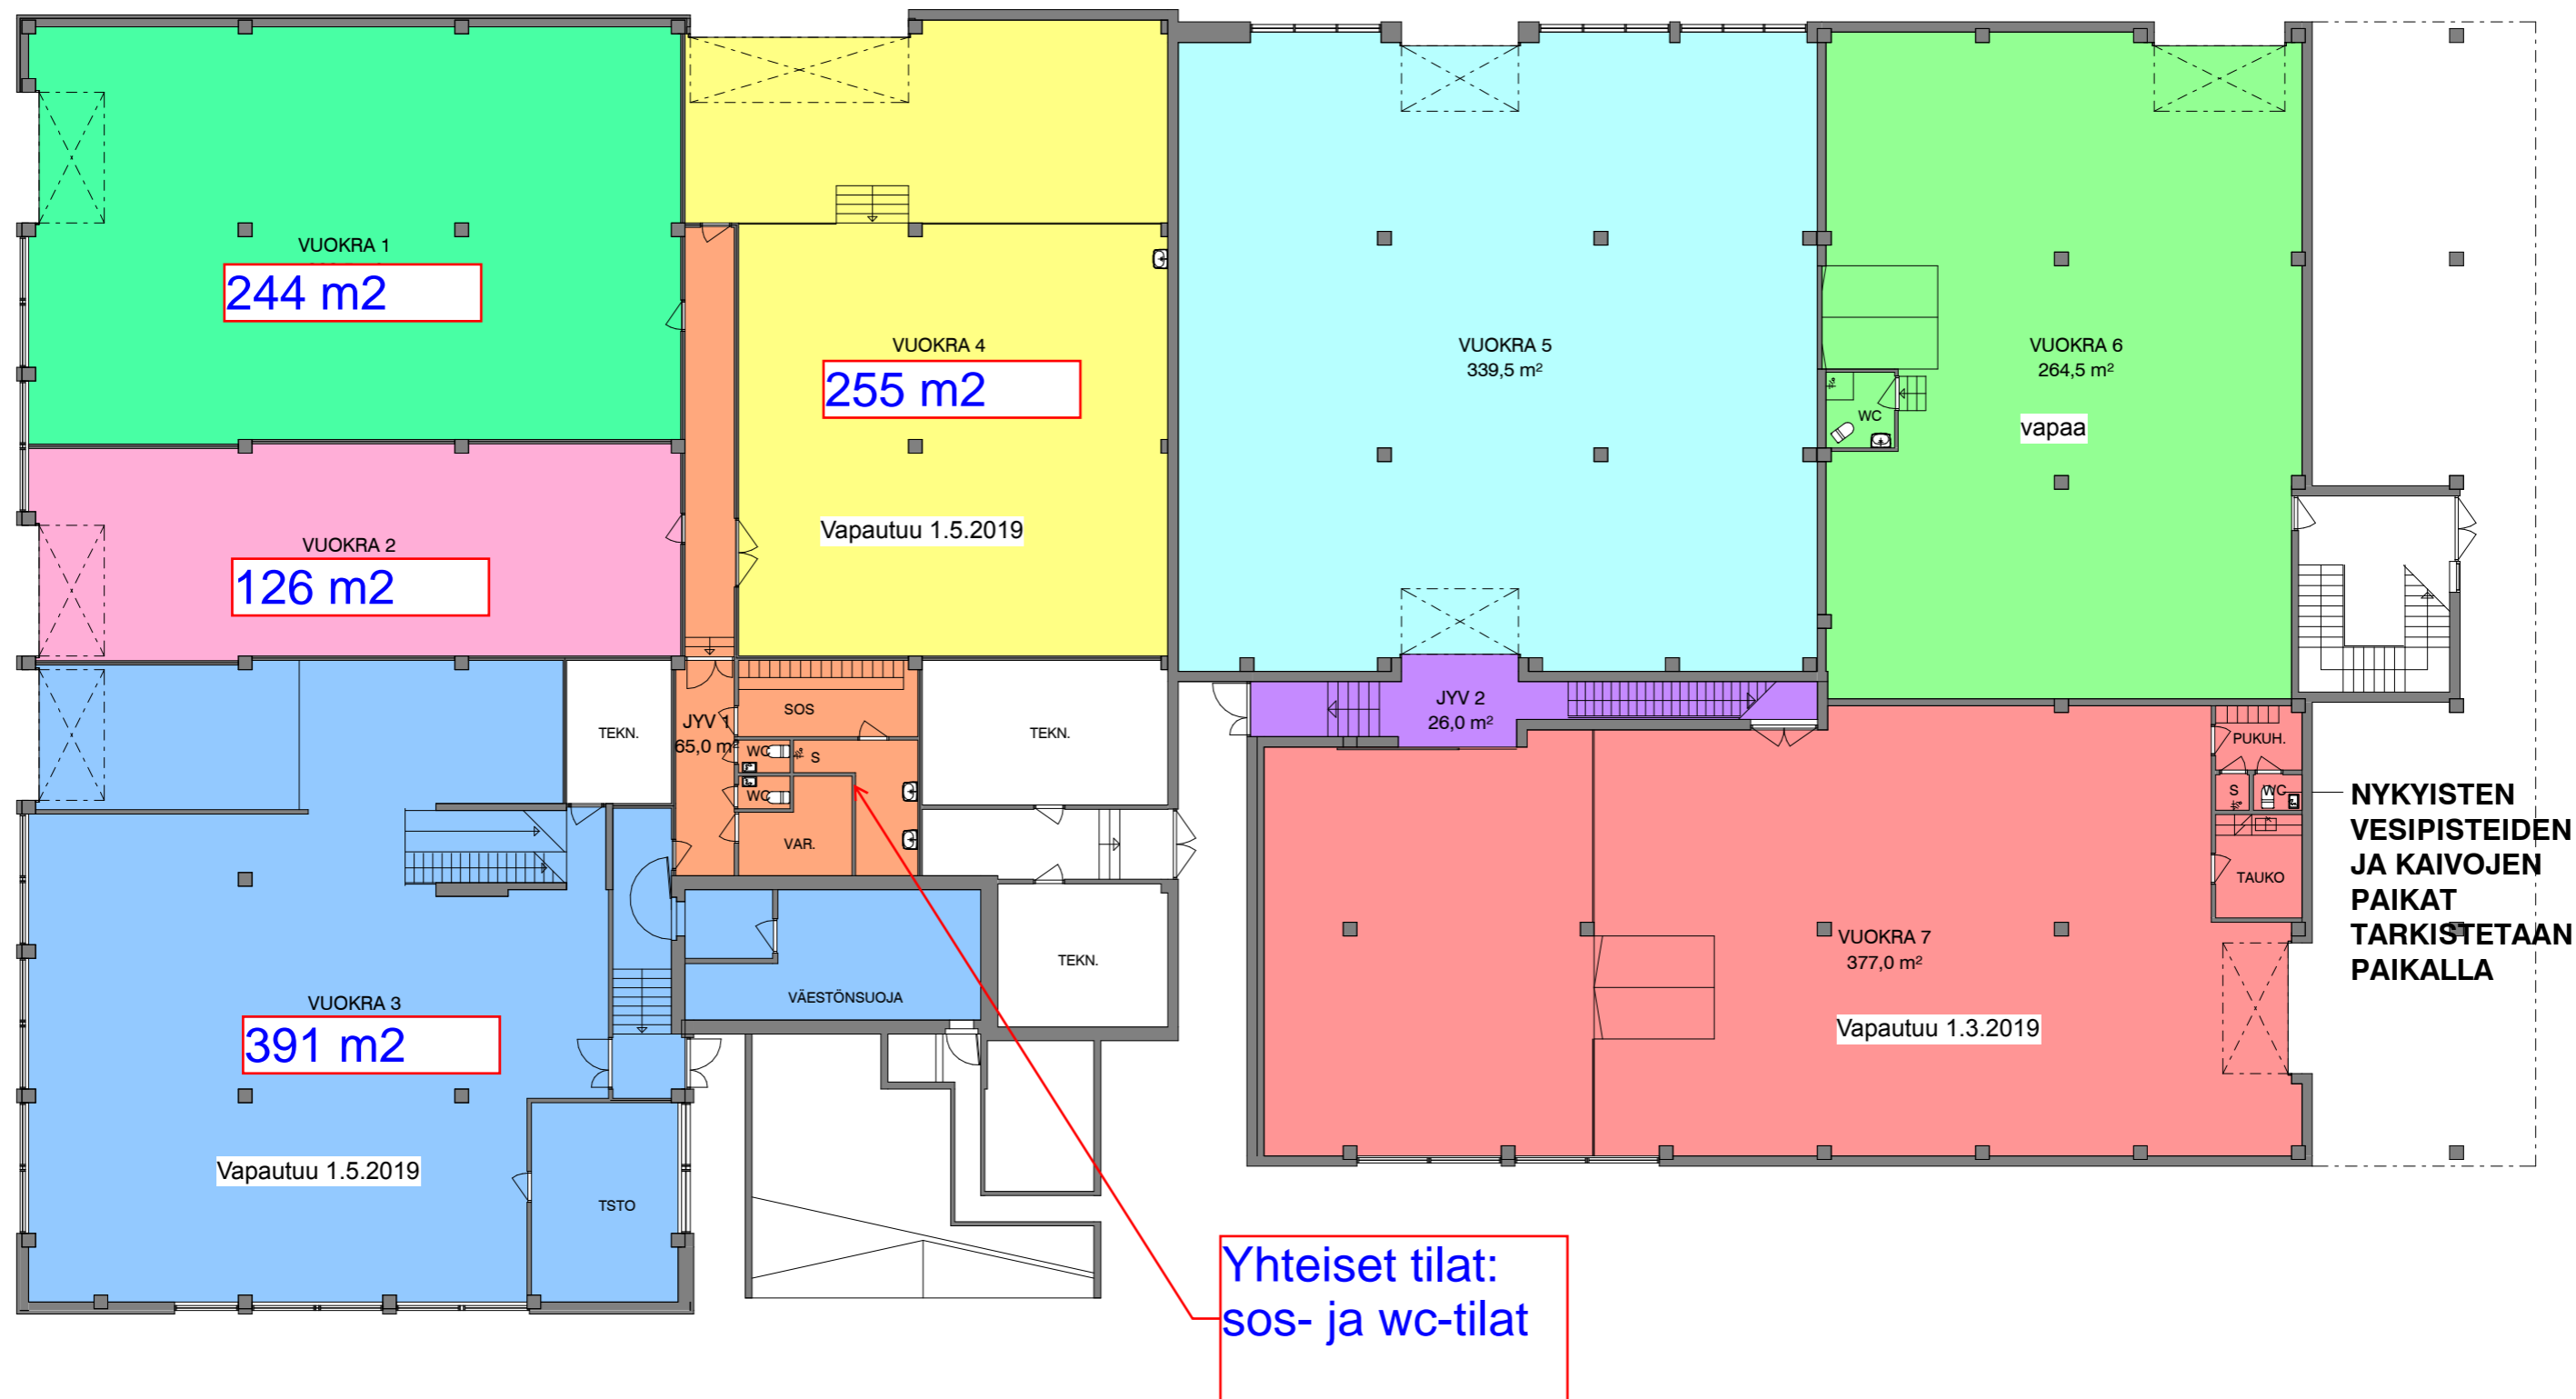 VUOKRA 1
244 m2
VUOKRA 2
126 m2
VUOKRA 4
255 m2
Vapautuu 1.5.2019
VUOKRA 5
339,5 m²
VUOKRA 6
264,5 m²
vapaa
WC
TEKN.
JYV 1
65,0 m²
SOS
WC
S
WC
VAR.
TEKN.
JYV 2
26,0 m²
PUKUH.
S
WC
TAUKO
NYKYISTEN
VESIPISTEIDEN
JA KAIVOJEN
PAIKAT
TARKISTETAAN
PAIKALLA
VUOKRA 3
391 m2
Vapautuu 1.5.2019
TSTO
VÄESTÖNSUOJA
TEKN.
VUOKRA 7
377,0 m²
Vapautuu 1.3.2019
Yhteiset tilat:
sos- ja wc-tilat